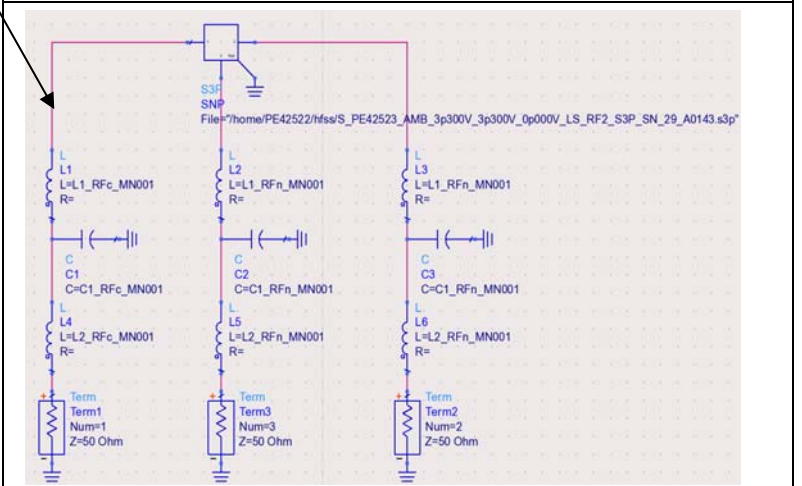 S3P
SNP
File="/home/PE42522/hfss/S_PE42523_AMB_3p300V_3p300V_0p000V_LS_RF2_S3P_SN_29_A0143.s3p"
L
L1
L=L1_RFc_MN001
R=
L
L2
L=L1_RFn_MN001
R=
L
L3
L=L1_RFn_MN001
R=
C
C1
C=C1_RFc_MN001
C
C2
C=C1_RFn_MN001
C
C3
C=C1_RFn_MN001
L
L4
L=L2_RFc_MN001
R=
L
L5
L=L2_RFn_MN001
R=
L
L6
L=L2_RFn_MN001
R=
Term
Term1
Num=1
Z=50 Ohm
Term
Term3
Num=3
Z=50 Ohm
Term
Term2
Num=2
Z=50 Ohm